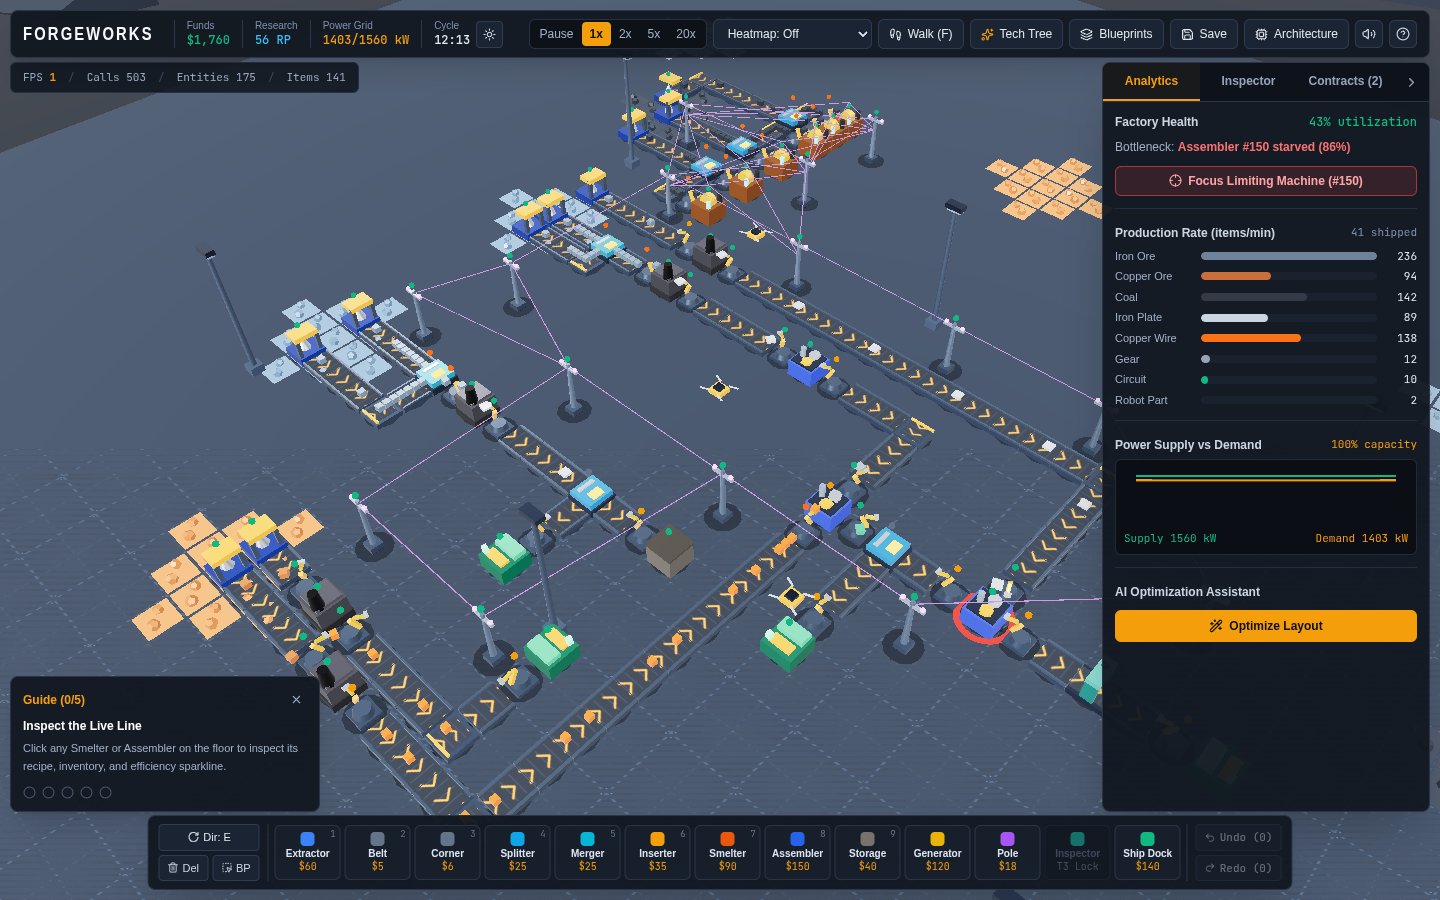 FORGEWORKS
Funds
$1,760
Research
56 RP
Power Grid
1403/1560 kW
Cycle
12:13
Pause
1x
2x
5x
20x
Heatmap: Off
Walk (F)
Tech Tree
Blueprints
Save
Architecture
FPS 1 / Calls 503 / Entities 175 / Items 141
Analytics
Inspector
Contracts (2)
Factory Health
43% utilization
Bottleneck: Assembler #150 starved (86%)
Focus Limiting Machine (#150)
Production Rate (items/min)
41 shipped
Iron Ore 236
Copper Ore 94
Coal 142
Iron Plate 89
Copper Wire 138
Gear 12
Circuit 10
Robot Part 2
Power Supply vs Demand
100% capacity
Supply 1560 kW
Demand 1403 kW
AI Optimization Assistant
Optimize Layout
Guide (0/5)
Inspect the Live Line
Click any Smelter or Assembler on the floor to inspect its
recipe, inventory, and efficiency sparkline.
Dir: E
Del
BP
1
Extractor
$60
2
Belt
$5
3
Corner
$6
4
Splitter
$25
5
Merger
$25
6
Inserter
$35
7
Smelter
$90
8
Assembler
$150
9
Storage
$40
Generator
$120
Pole
$18
Inspector
T3 Lock
Ship Dock
$140
Undo (0)
Redo (0)